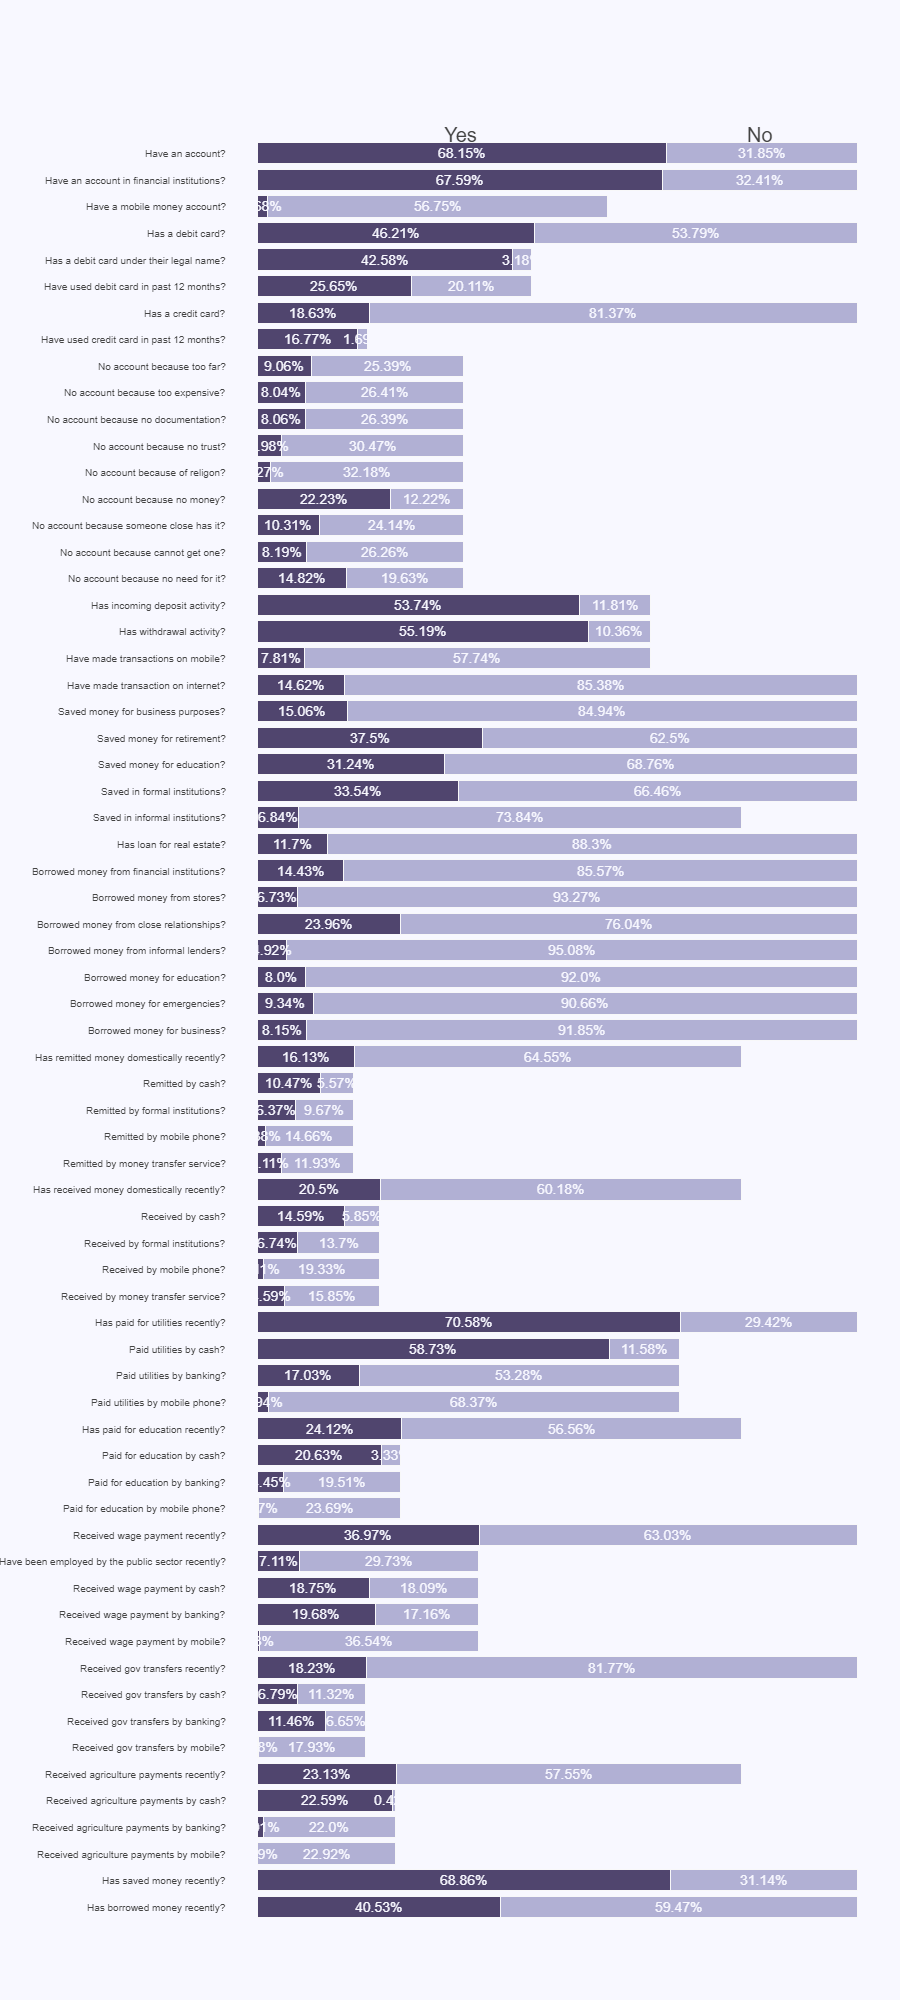 Yes No
Have an account? 68.15% 31.85%
Have an account in financial institutions? 67.59% 32.41%
Have a mobile money account? 56.75%
Has a debit card? 46.21% 53.79%
Has a debit card under their legal name? 42.58% 3.18
Have used debit card in past 12 months? 25.65% 20.11%
Has a credit card? 18.63% 81.37%
Have used credit card in past 12 months? 16.77% 1.69
No account because too far? 9.06% 25.39%
No account because too expensive? 8.04% 26.41%
No account because no documentation? 8.06% 26.39%
No account because no trust? .98% 30.47%
No account because of religon? 27% 32.18%
No account because no money? 22.23% 12.22%
No account because someone close has it? 10.31% 24.14%
No account because cannot get one? 8.19% 26.26%
No account because no need for it? 14.82% 19.63%
Has incoming deposit activity? 53.74% 11.81%
Has withdrawal activity? 55.19% 10.36%
Have made transactions on mobile? 7.81% 57.74%
Have made transaction on internet? 14.62% 85.38%
Saved money for business purposes? 15.06% 84.94%
Saved money for retirement? 37.5% 62.5%
Saved money for education? 31.24% 68.76%
Saved in formal institutions? 33.54% 66.46%
Saved in informal institutions? 6.84% 73.84%
Has loan for real estate? 11.7% 88.3%
Borrowed money from financial institutions? 14.43% 85.57%
Borrowed money from stores? 6.73% 93.27%
Borrowed money from close relationships? 23.96% 76.04%
Borrowed money from informal lenders? .92% 95.08%
Borrowed money for education? 8.0% 92.0%
Borrowed money for emergencies? 9.34% 90.66%
Borrowed money for business? 8.15% 91.85%
Has remitted money domestically recently? 16.13% 64.55%
Remitted by cash? 10.47% 5.57%
Remitted by formal institutions? 6.37% 9.67%
Remitted by mobile phone? 14.66%
Remitted by money transfer service? .11% 11.93%
Has received money domestically recently? 20.5% 60.18%
Received by cash? 14.59% 5.85%
Received by formal institutions? 6.74% 13.7%
Received by mobile phone? 19.33%
Received by money transfer service? .59% 15.85%
Has paid for utilities recently? 70.58% 29.42%
Paid utilities by cash? 58.73% 11.58%
Paid utilities by banking? 17.03% 53.28%
Paid utilities by mobile phone? 68.37%
Has paid for education recently? 24.12% 56.56%
Paid for education by cash? 20.63% 3.33
Paid for education by banking? .45% 19.51%
Paid for education by mobile phone? 7% 23.69%
Received wage payment recently? 36.97% 63.03%
Have been employed by the public sector recently? 7.11% 29.73%
Received wage payment by cash? 18.75% 18.09%
Received wage payment by banking? 19.68% 17.16%
Received wage payment by mobile? 36.54%
Received gov transfers recently? 18.23% 81.77%
Received gov transfers by cash? 6.79% 11.32%
Received gov transfers by banking? 11.46% 6.65%
Received gov transfers by mobile? 17.93%
Received agriculture payments recently? 23.13% 57.55%
Received agriculture payments by cash? 22.59% 0.4
Received agriculture payments by banking? 22.0%
Received agriculture payments by mobile? 9% 22.92%
Has saved money recently? 68.86% 31.14%
Has borrowed money recently? 40.53% 59.47%